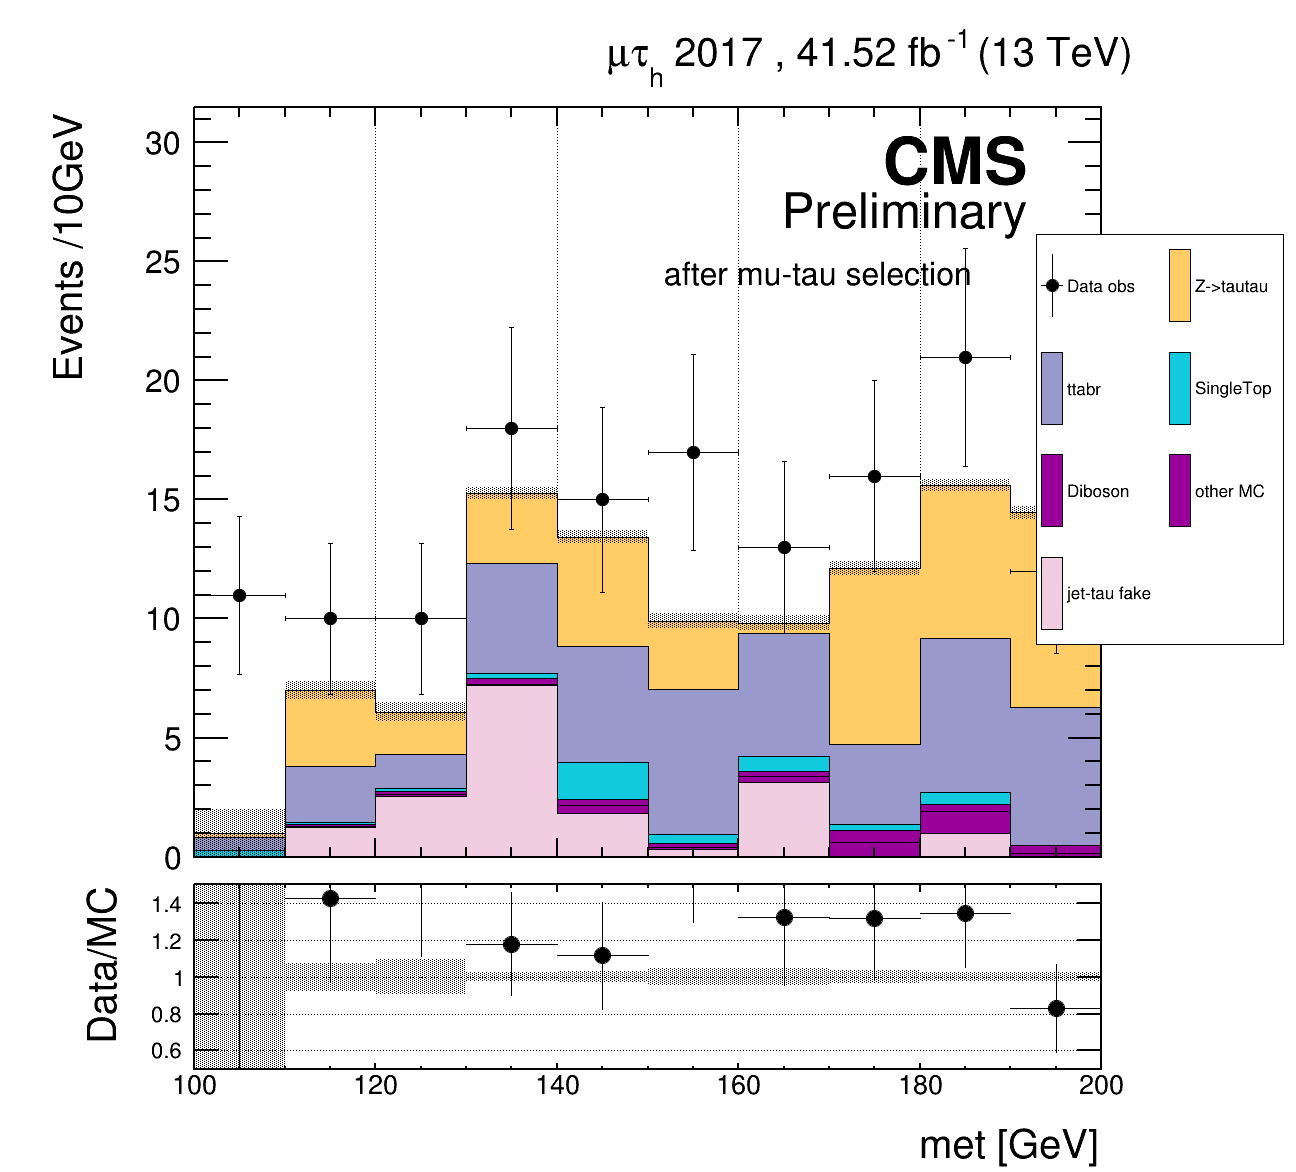 μτh 2017 , 41.52 fb-1 (13 TeV)
Events /10GeV
30
25
20
15
10
5
0
CMS
Preliminary
after mu-tau selection
Data obs
Z->tautau
ttabr
SingleTop
Diboson
other MC
jet-tau fake
Data/MC
1.4
1.2
1
0.8
0.6
100 120 140 160 180 200
met [GeV]